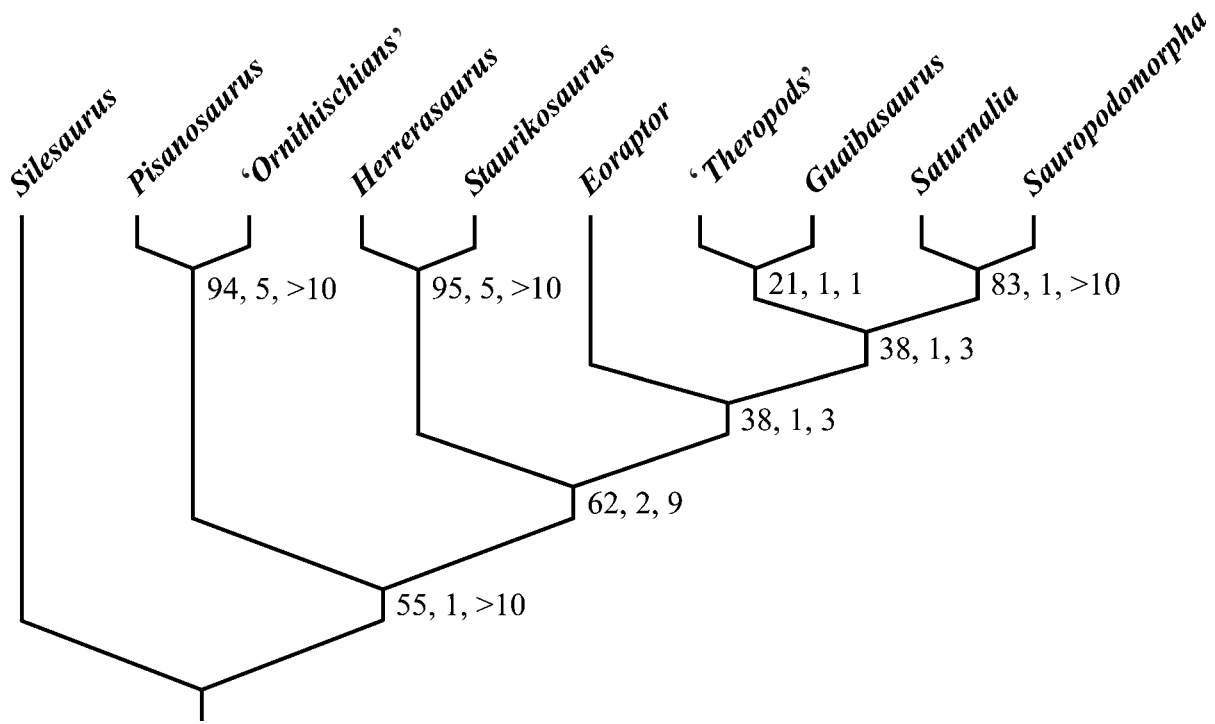 Silesaurus
Pisanosaurus
‘Ornithischians’
Herrerasaurus
Staurikosaurus
Eoraptor
‘Theropods’
Guaibasaurus
Saturnalia
Sauropodomorpha
94, 5, >10
95, 5, >10
21, 1, 1
83, 1, >10
38, 1, 3
38, 1, 3
62, 2, 9
55, 1, >10